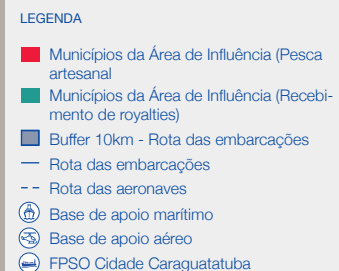 LEGENDA
Municípios da Área de Influência (Pesca
artesanal
Municípios da Área de Influência (Recebi-
mento de royalties)
Buffer 10km - Rota das embarcações
Rota das embarcações
Rota das aeronaves
Base de apoio marítimo
Base de apoio aéreo
FPSO Cidade Caraguatatuba